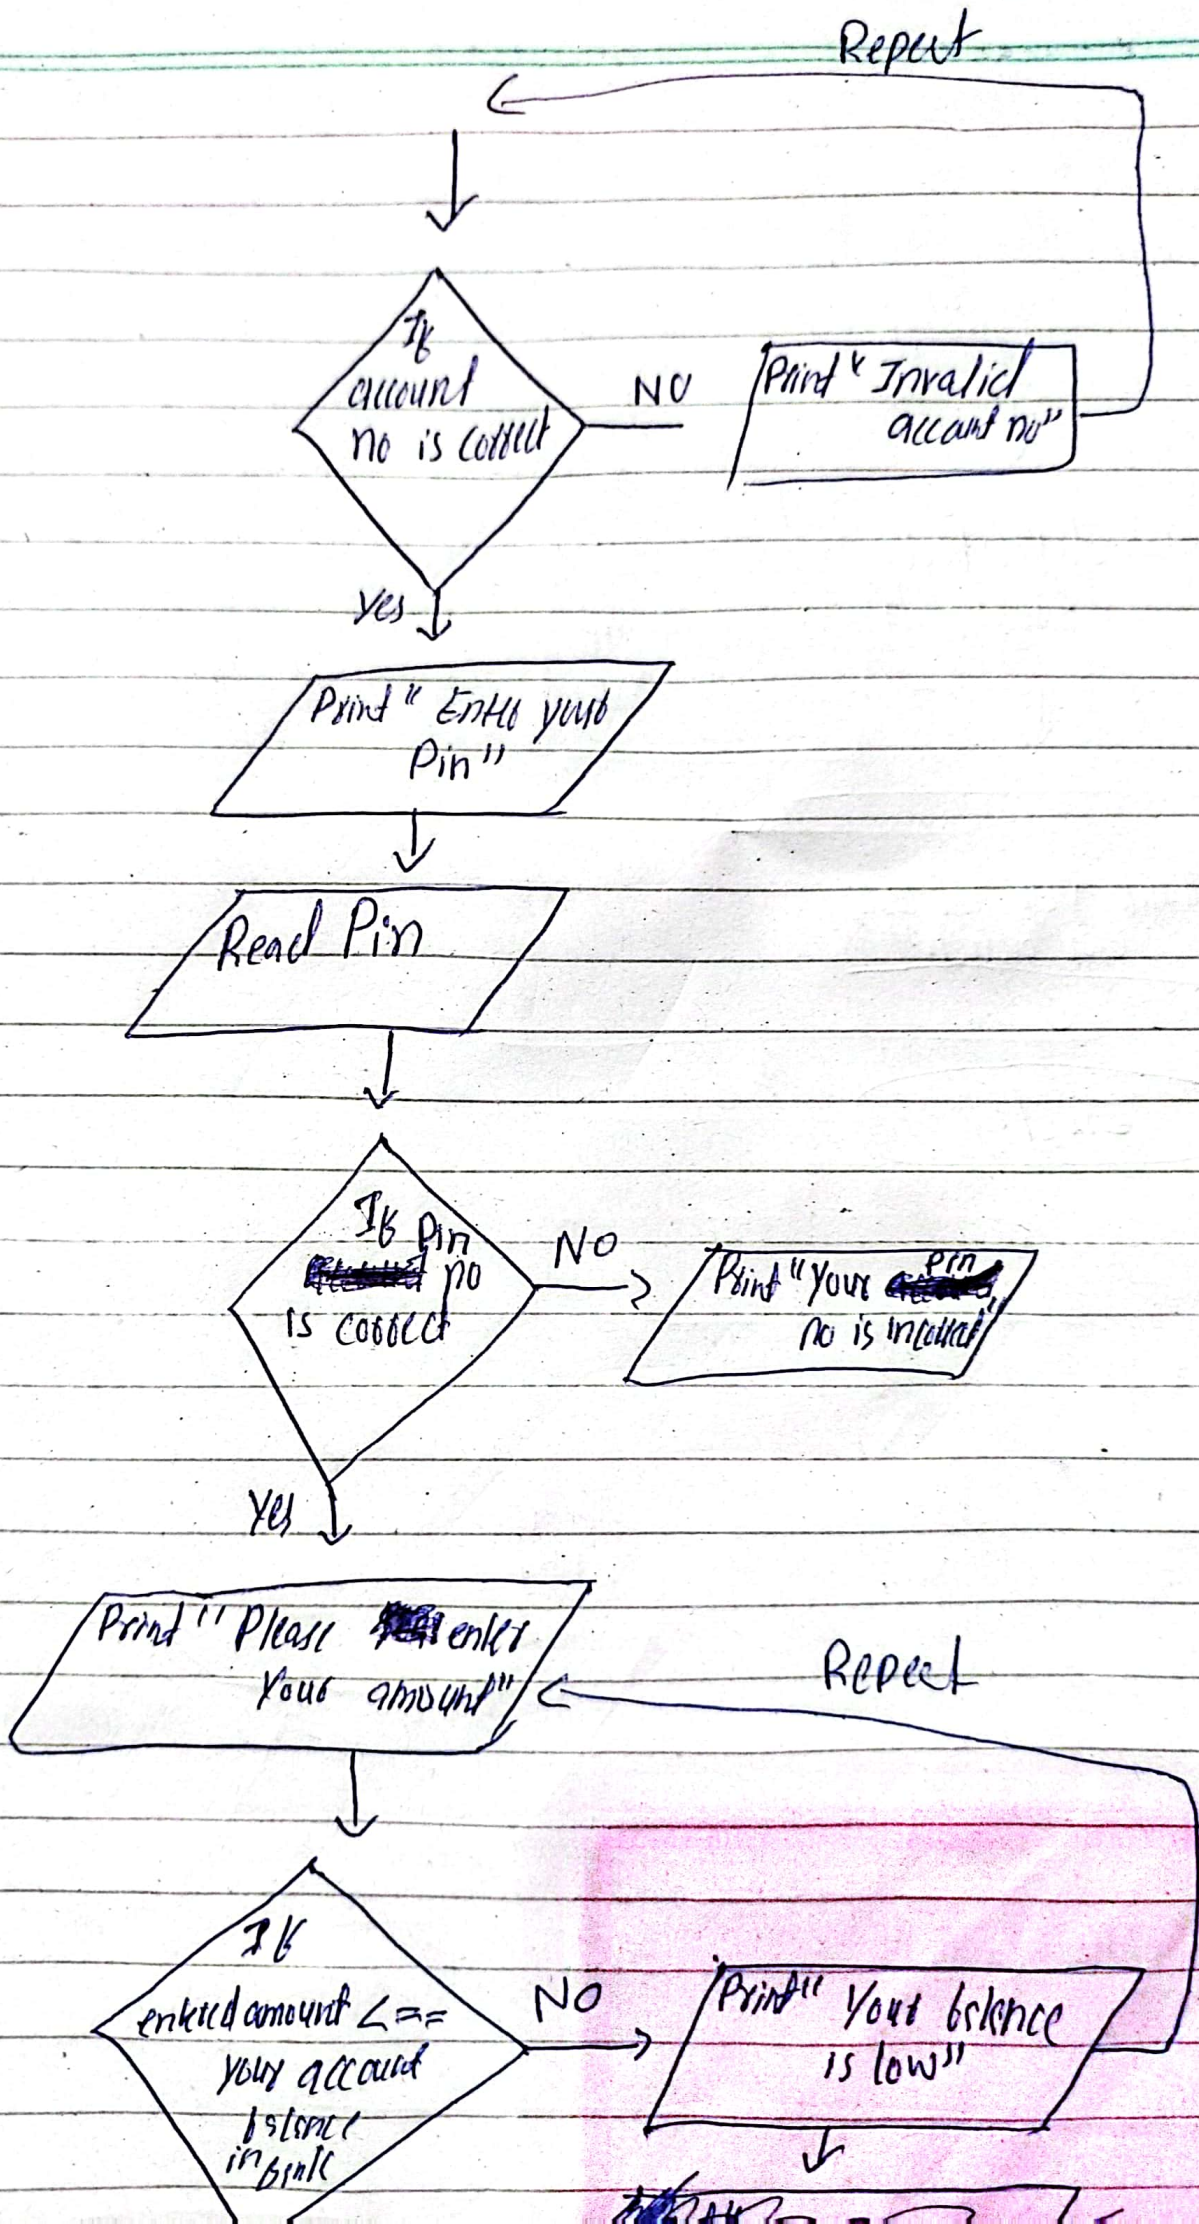 Repeat
If
account
no is correct
NO
Print " Invalid
account no"
Yes
Print " Enter your
Pin"
Read Pin
If Pin
no
is correct
NO
Print "Your pin
no is incorrect"
Yes
Print " Please enter
Your amount"
Repeat
If
entered amount <==
your account
balance
in bank
NO
Print " Your balance
is low"